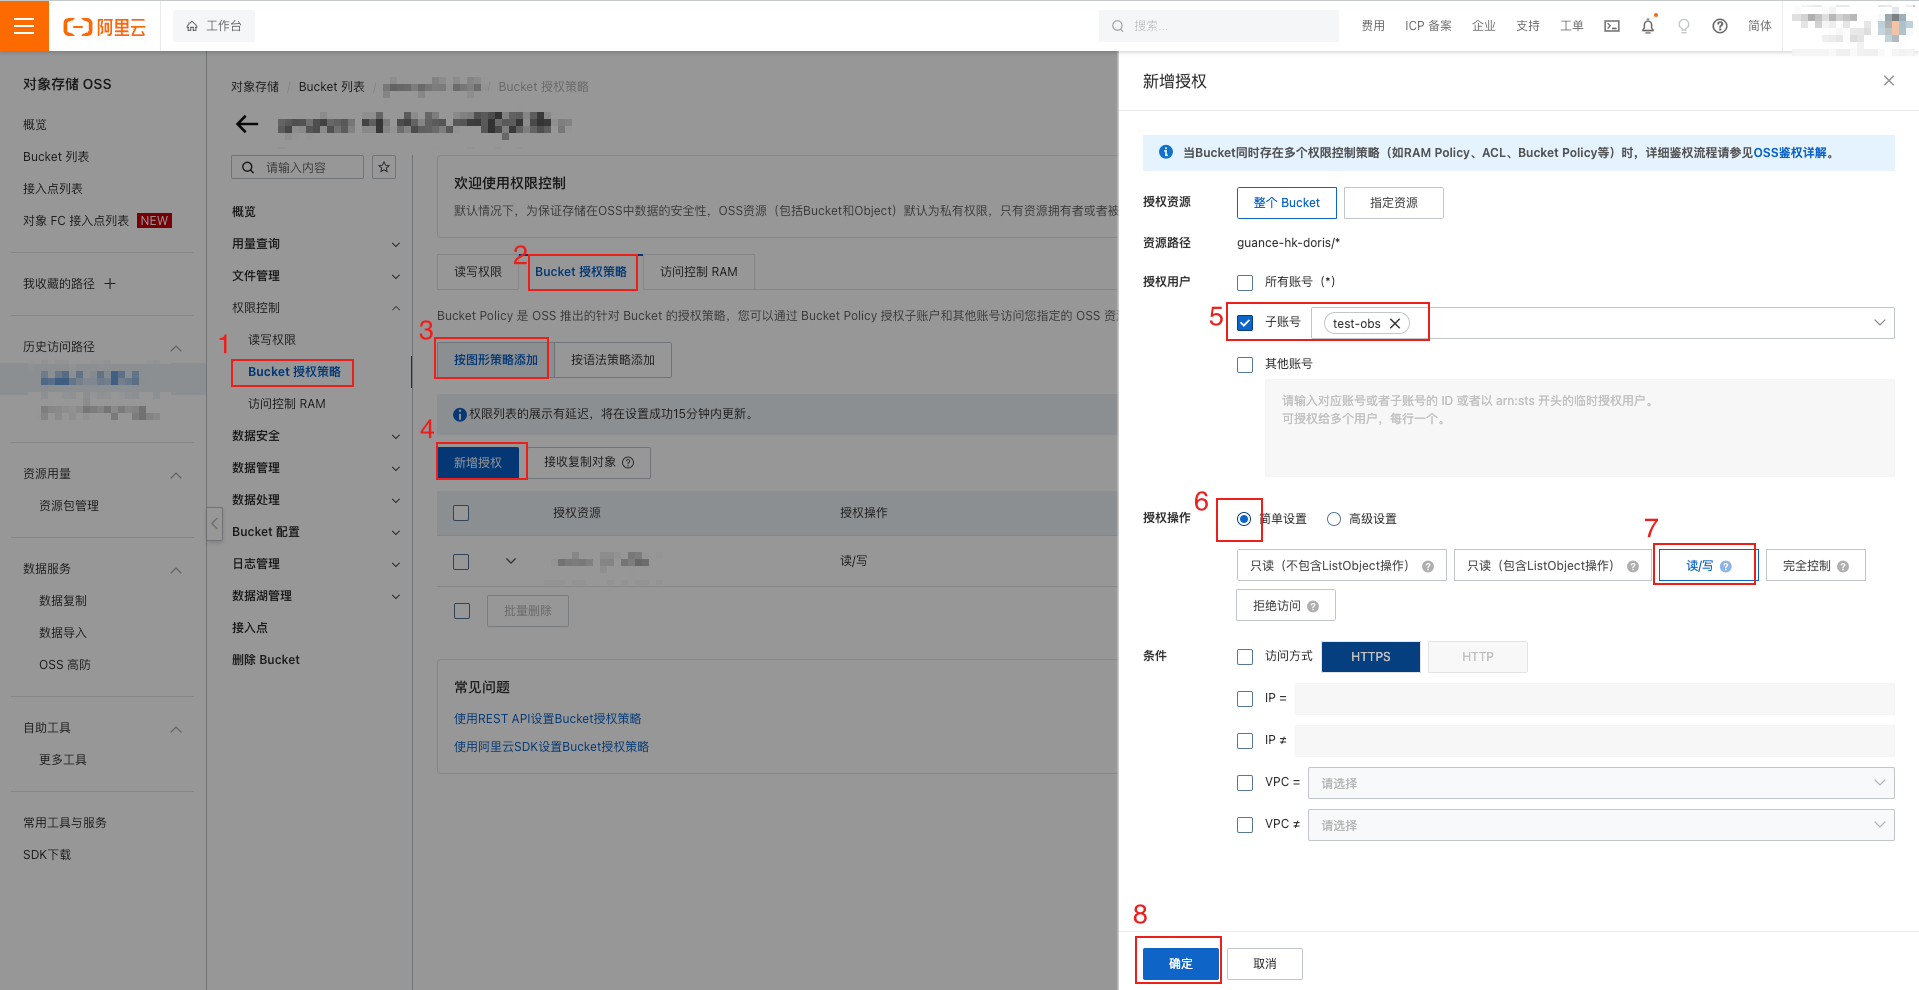 阿里云
工作台
搜索...
费用
ICP 备案
企业
支持
工单
简体
对象存储 OSS
概览
Bucket 列表
接入点列表
对象 FC 接入点列表 NEW
我收藏的路径
历史访问路径
资源用量
资源包管理
数据服务
数据复制
数据导入
OSS 高防
自助工具
更多工具
常用工具与服务
SDK下载
对象存储 / Bucket 列表 / / Bucket 授权策略
请输入内容
概览
用量查询
文件管理
权限控制
读写权限
1
Bucket 授权策略
访问控制 RAM
数据安全
数据管理
数据处理
Bucket 配置
日志管理
数据湖管理
接入点
删除 Bucket
欢迎使用权限控制
默认情况下，为保证存储在OSS中数据的安全性，OSS资源（包括Bucket和Object）默认为私有权限，只有资源拥有者或者被
读写权限
2
Bucket 授权策略
访问控制 RAM
Bucket Policy 是 OSS 推出的针对 Bucket 的授权策略，您可以通过 Bucket Policy 授权子账户和其他账号访问您指定的 OSS 资
3
按图形策略添加
按语法策略添加
权限列表的展示有延迟，将在设置成功15分钟内更新。
4
新增授权
接收复制对象
授权资源
授权操作
读/写
批量删除
常见问题
使用REST API设置Bucket授权策略
使用阿里云SDK设置Bucket授权策略
新增授权
当Bucket同时存在多个权限控制策略（如RAM Policy、ACL、Bucket Policy等）时，详细鉴权流程请参见OSS鉴权详解。
授权资源
整个 Bucket
指定资源
资源路径
guance-hk-doris/*
授权用户
所有账号（*）
5
子账号
test-obs
其他账号
请输入对应账号或者子账号的 ID 或者以 arn:sts 开头的临时授权用户。
可授权给多个用户，每行一个。
授权操作
6
简单设置
高级设置
7
只读（不包含ListObject操作）
只读（包含ListObject操作）
读/写
完全控制
拒绝访问
条件
访问方式
HTTPS
HTTP
IP =
IP ≠
VPC =
请选择
VPC ≠
请选择
8
确定
取消